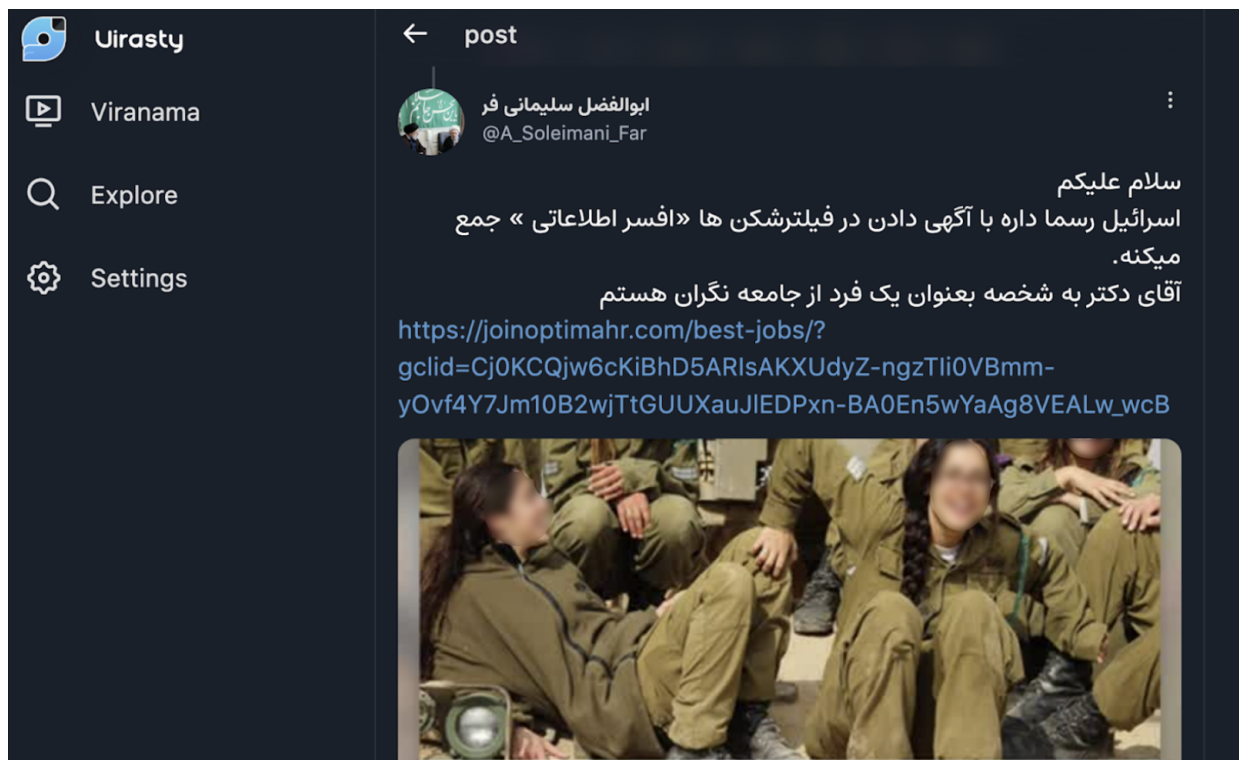 Uirasty
Viranama
Explore
Settings
post
ابوالفضل سلیمانی فر
@A_Soleimani_Far
سلام علیکم
اسرائیل رسما داره با آگهی دادن در فیلترشکن ها «افسر اطلاعاتی » جمع
میکنه.
آقای دکتر به شخصه بعنوان یک فرد از جامعه نگران هستم
https://joinoptimahr.com/best-jobs/?
gclid=Cj0KCQjw6cKiBhD5ARIsAKXUdyZ-ngzTli0VBmm-
yOvf4Y7Jm10B2wjTtGUUXauJlEDPxn-BA0En5wYaAg8VEALw_wcB